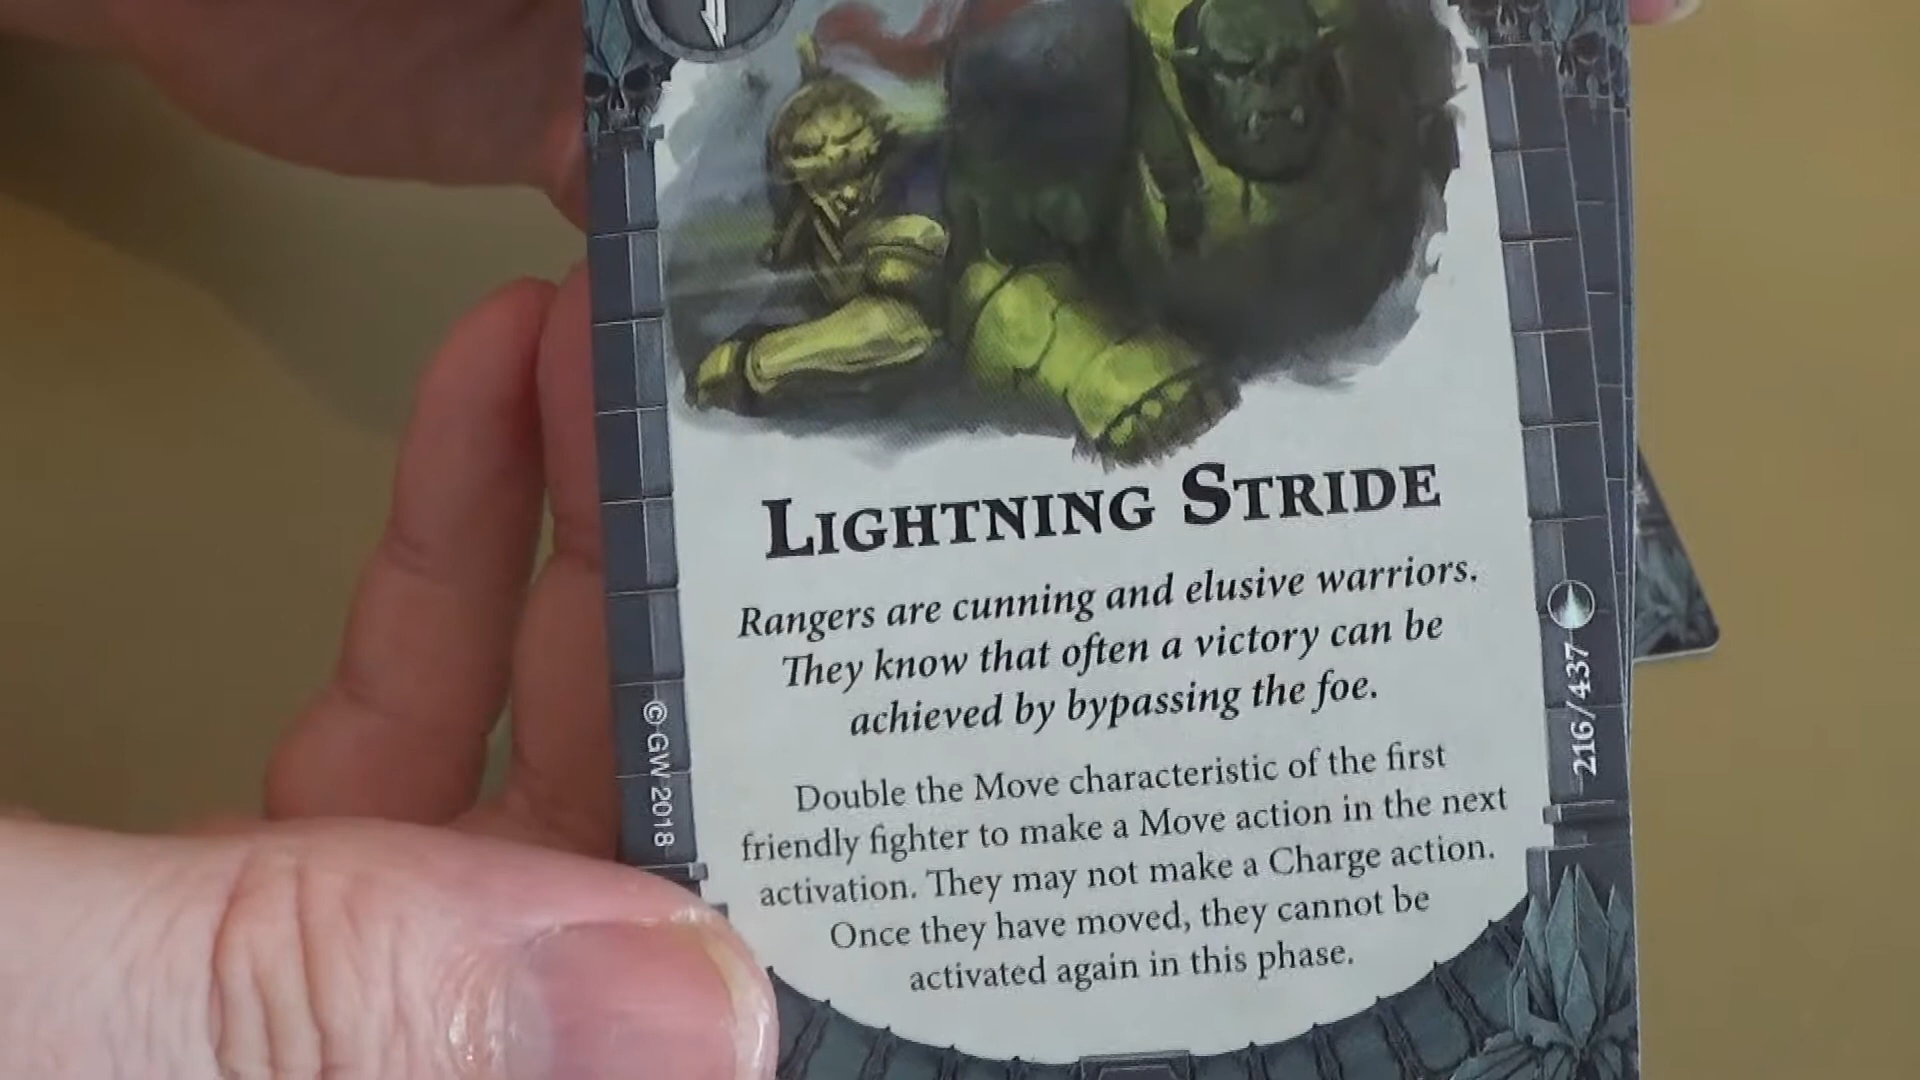 LIGHTNING STRIDE
Rangers are cunning and elusive warriors.
They know that often a victory can be
achieved by bypassing the foe.
Double the Move characteristic of the first
friendly fighter to make a Move action in the next
activation. They may not make a Charge action.
Once they have moved, they cannot be
activated again in this phase.
© GW 2018
216/437